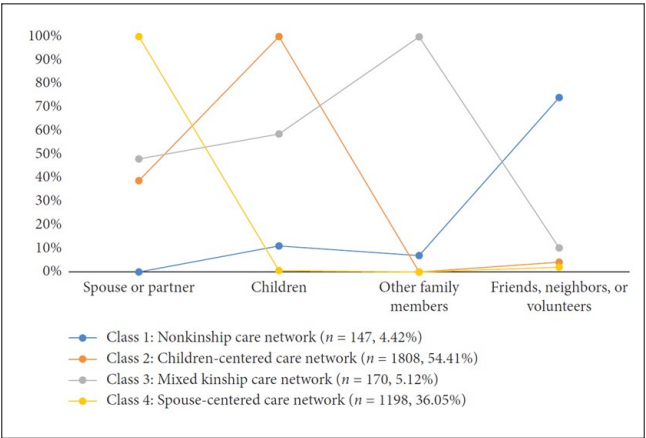 100%
90%
80%
70%
60%
50%
40%
30%
20%
10%
0%
Spouse or partner
Children
Other family
members
Friends, neighbors, or
volunteers
Class 1: Nonkinship care network (n = 147, 4.42%)
Class 2: Children-centered care network (n = 1808, 54.41%)
Class 3: Mixed kinship care network (n = 170, 5.12%)
Class 4: Spouse-centered care network (n = 1198, 36.05%)